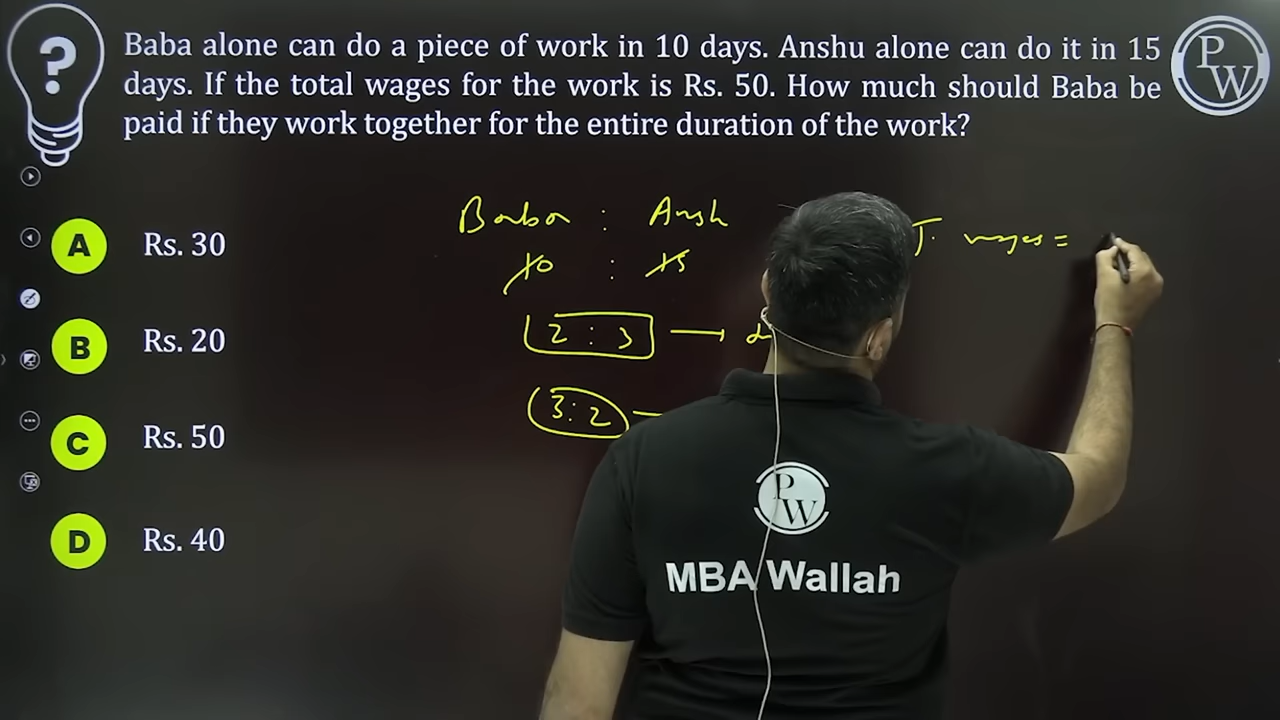 ?
Baba alone can do a piece of work in 10 days. Anshu alone can do it in 15
days. If the total wages for the work is Rs. 50. How much should Baba be
paid if they work together for the entire duration of the work?
PW
Baba : Ansh
10 : 15
2 : 3 → d
3:2 —
T. wages =
A Rs. 30
B Rs. 20
C Rs. 50
D Rs. 40
PW
MBA Wallah